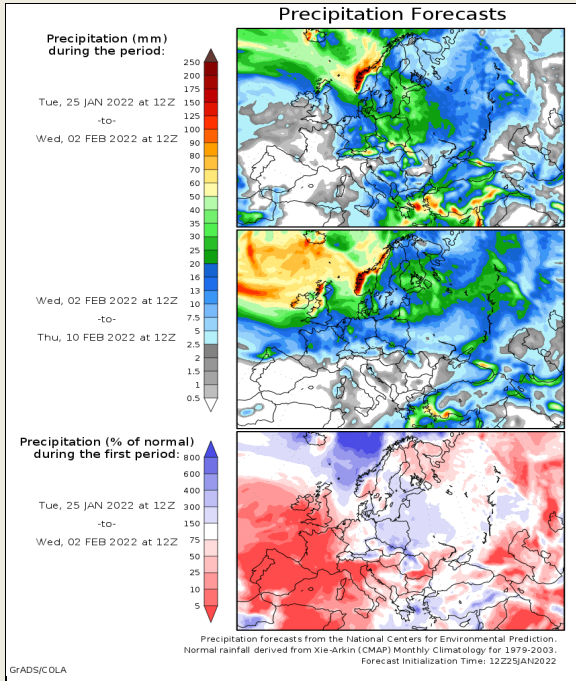 Precipitation Forecasts
Precipitation (mm)
during the period:
Tue, 25 JAN 2022 at 12Z
-to-
Wed, 02 FEB 2022 at 12Z
250
200
175
150
125
100
90
80
70
60
50
40
35
30
25
20
16
13
10
7.5
5
2.5
2
1.5
1
0.5
Wed, 02 FEB 2022 at 12Z
-to-
Thu, 10 FEB 2022 at 12Z
Precipitation (% of normal)
during the first period:
Tue, 25 JAN 2022 at 12Z
-to-
Wed, 02 FEB 2022 at 12Z
800
600
400
300
150
75
50
25
10
5
Precipitation forecasts from the National Centers for Environmental Prediction.
Normal rainfall derived from Xie-Arkin (CMAP) Monthly Climatology for 1979-2003.
Forecast Initialization Time: 12Z25JAN2022
GrADS/COLA